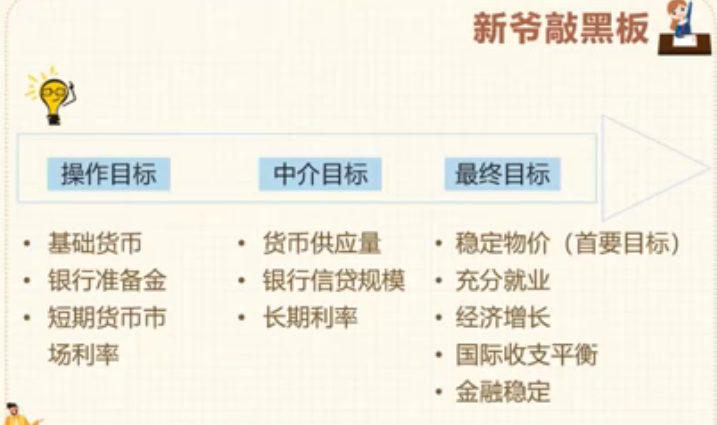 新爷敲黑板
操作目标 中介目标 最终目标
• 基础货币
• 银行准备金
• 短期货币市
场利率
• 货币供应量
• 银行信贷规模
• 长期利率
• 稳定物价（首要目标）
• 充分就业
• 经济增长
• 国际收支平衡
• 金融稳定